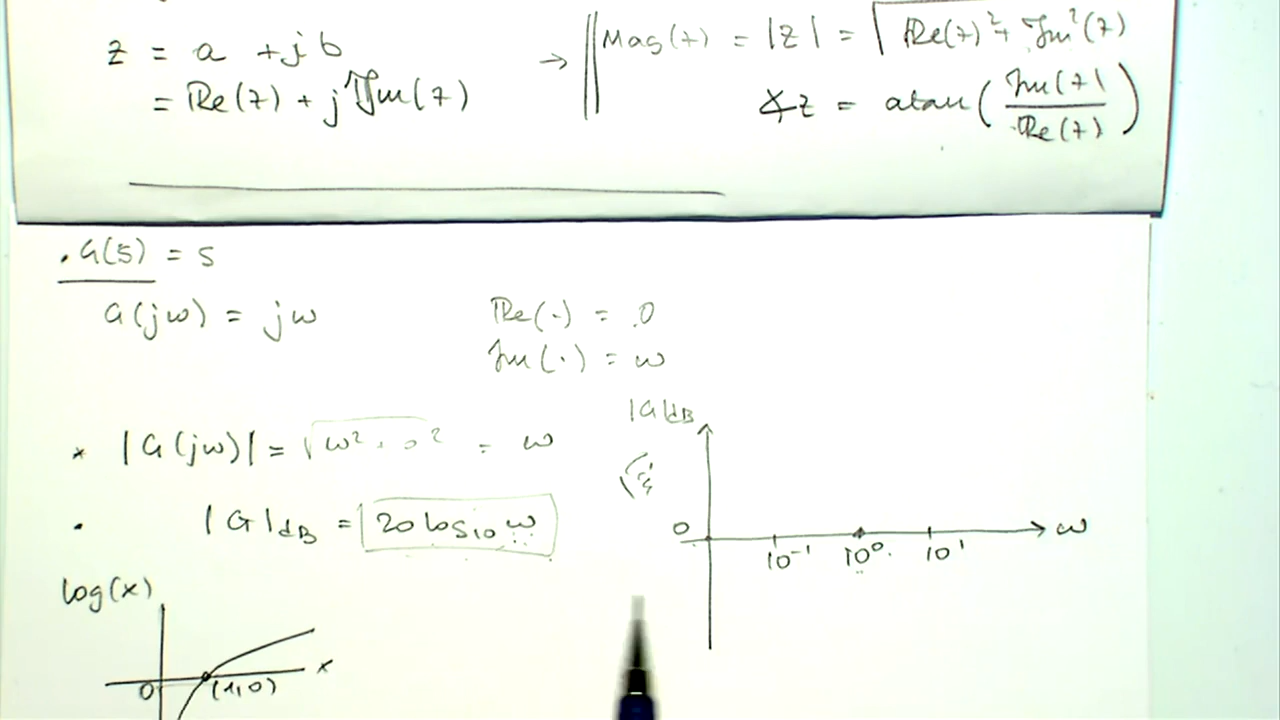 z = a + j b
= Re(z) + j Im(z)
→ Mag(z) = |z| = √Re(z)² + Im²(z)
∡z = atan(Im(z)/Re(z))
. G(s) = s
G(jω) = jω
Re(·) = 0
Im(·) = ω
* |G(jω)| = √ω² + 0² = ω
• |G|dB = 20 log10 ω
|G|dB
0
10⁻¹ 10⁰ 10¹
ω
log(x)
x
0 (1,0)